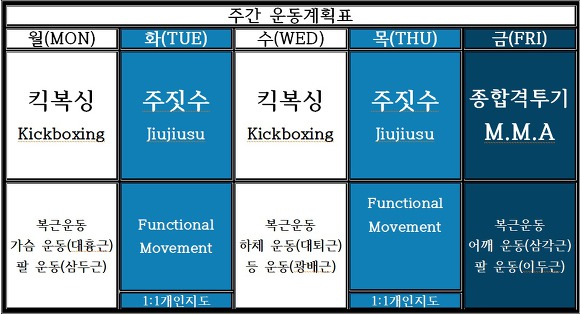 주간 운동계획표
월(MON) 화(TUE) 수(WED) 목(THU) 금(FRI)
킥복싱 주짓수 킥복싱 주짓수 종합격투기
Kickboxing Jiujiusu Kickboxing Jiujiusu M.M.A
복근운동
가슴 운동(대흉근)
팔 운동(삼두근)
Functional
Movement
1:1개인지도
복근운동
하체 운동(대퇴근)
등 운동(광배근)
Functional
Movement
1:1개인지도
복근운동
어깨 운동(삼각근)
팔 운동(이두근)